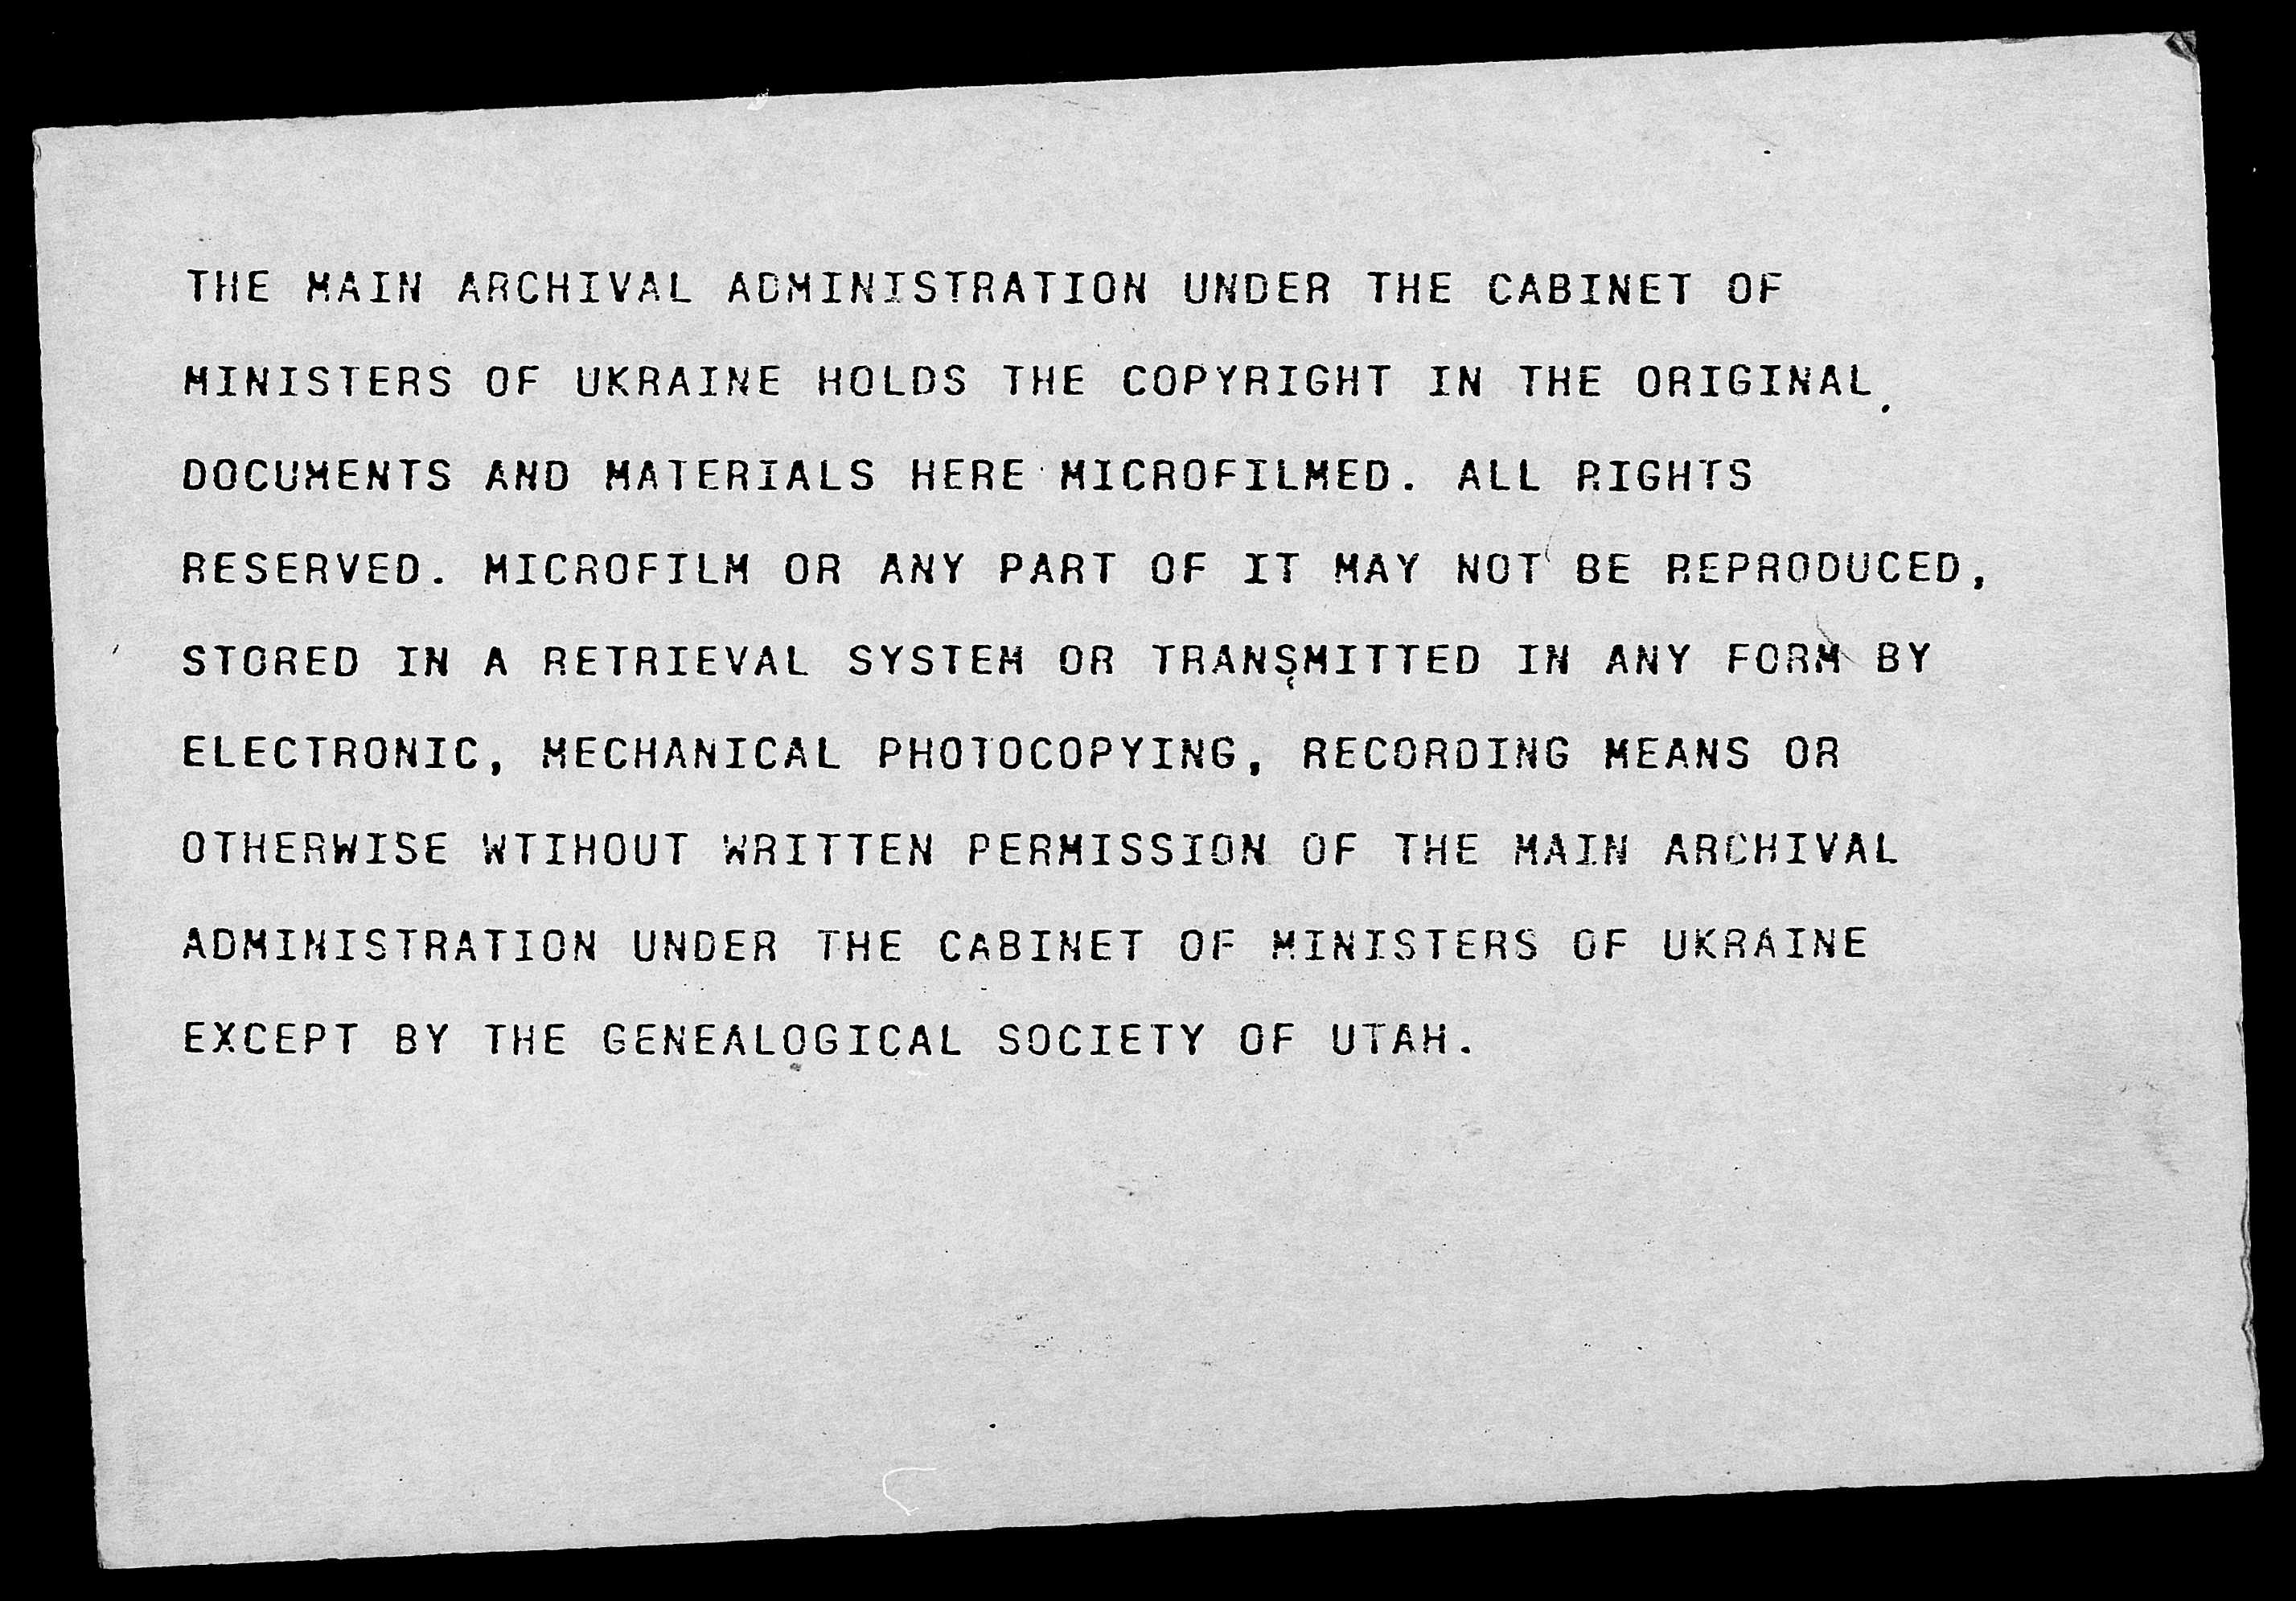 THE MAIN ARCHIVAL ADMINISTRATION UNDER THE CABINET OF
MINISTERS OF UKRAINE HOLDS THE COPYRIGHT IN THE ORIGINAL
DOCUMENTS AND MATERIALS HERE MICROFILMED. ALL RIGHTS
RESERVED. MICROFILM OR ANY PART OF IT MAY NOT BE REPRODUCED,
STORED IN A RETRIEVAL SYSTEM OR TRANSMITTED IN ANY FORM BY
ELECTRONIC, MECHANICAL PHOTOCOPYING, RECORDING MEANS OR
OTHERWISE WTIHOUT WRITTEN PERMISSION OF THE MAIN ARCHIVAL
ADMINISTRATION UNDER THE CABINET OF MINISTERS OF UKRAINE
EXCEPT BY THE GENEALOGICAL SOCIETY OF UTAH.